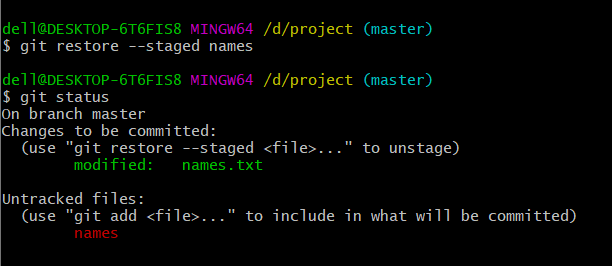 dell@DESKTOP-6T6FIS8 MINGW64 /d/project (master)
$ git restore --staged names
dell@DESKTOP-6T6FIS8 MINGW64 /d/project (master)
$ git status
On branch master
Changes to be committed:
  (use "git restore --staged <file>..." to unstage)
        modified:   names.txt
Untracked files:
  (use "git add <file>..." to include in what will be committed)
        names